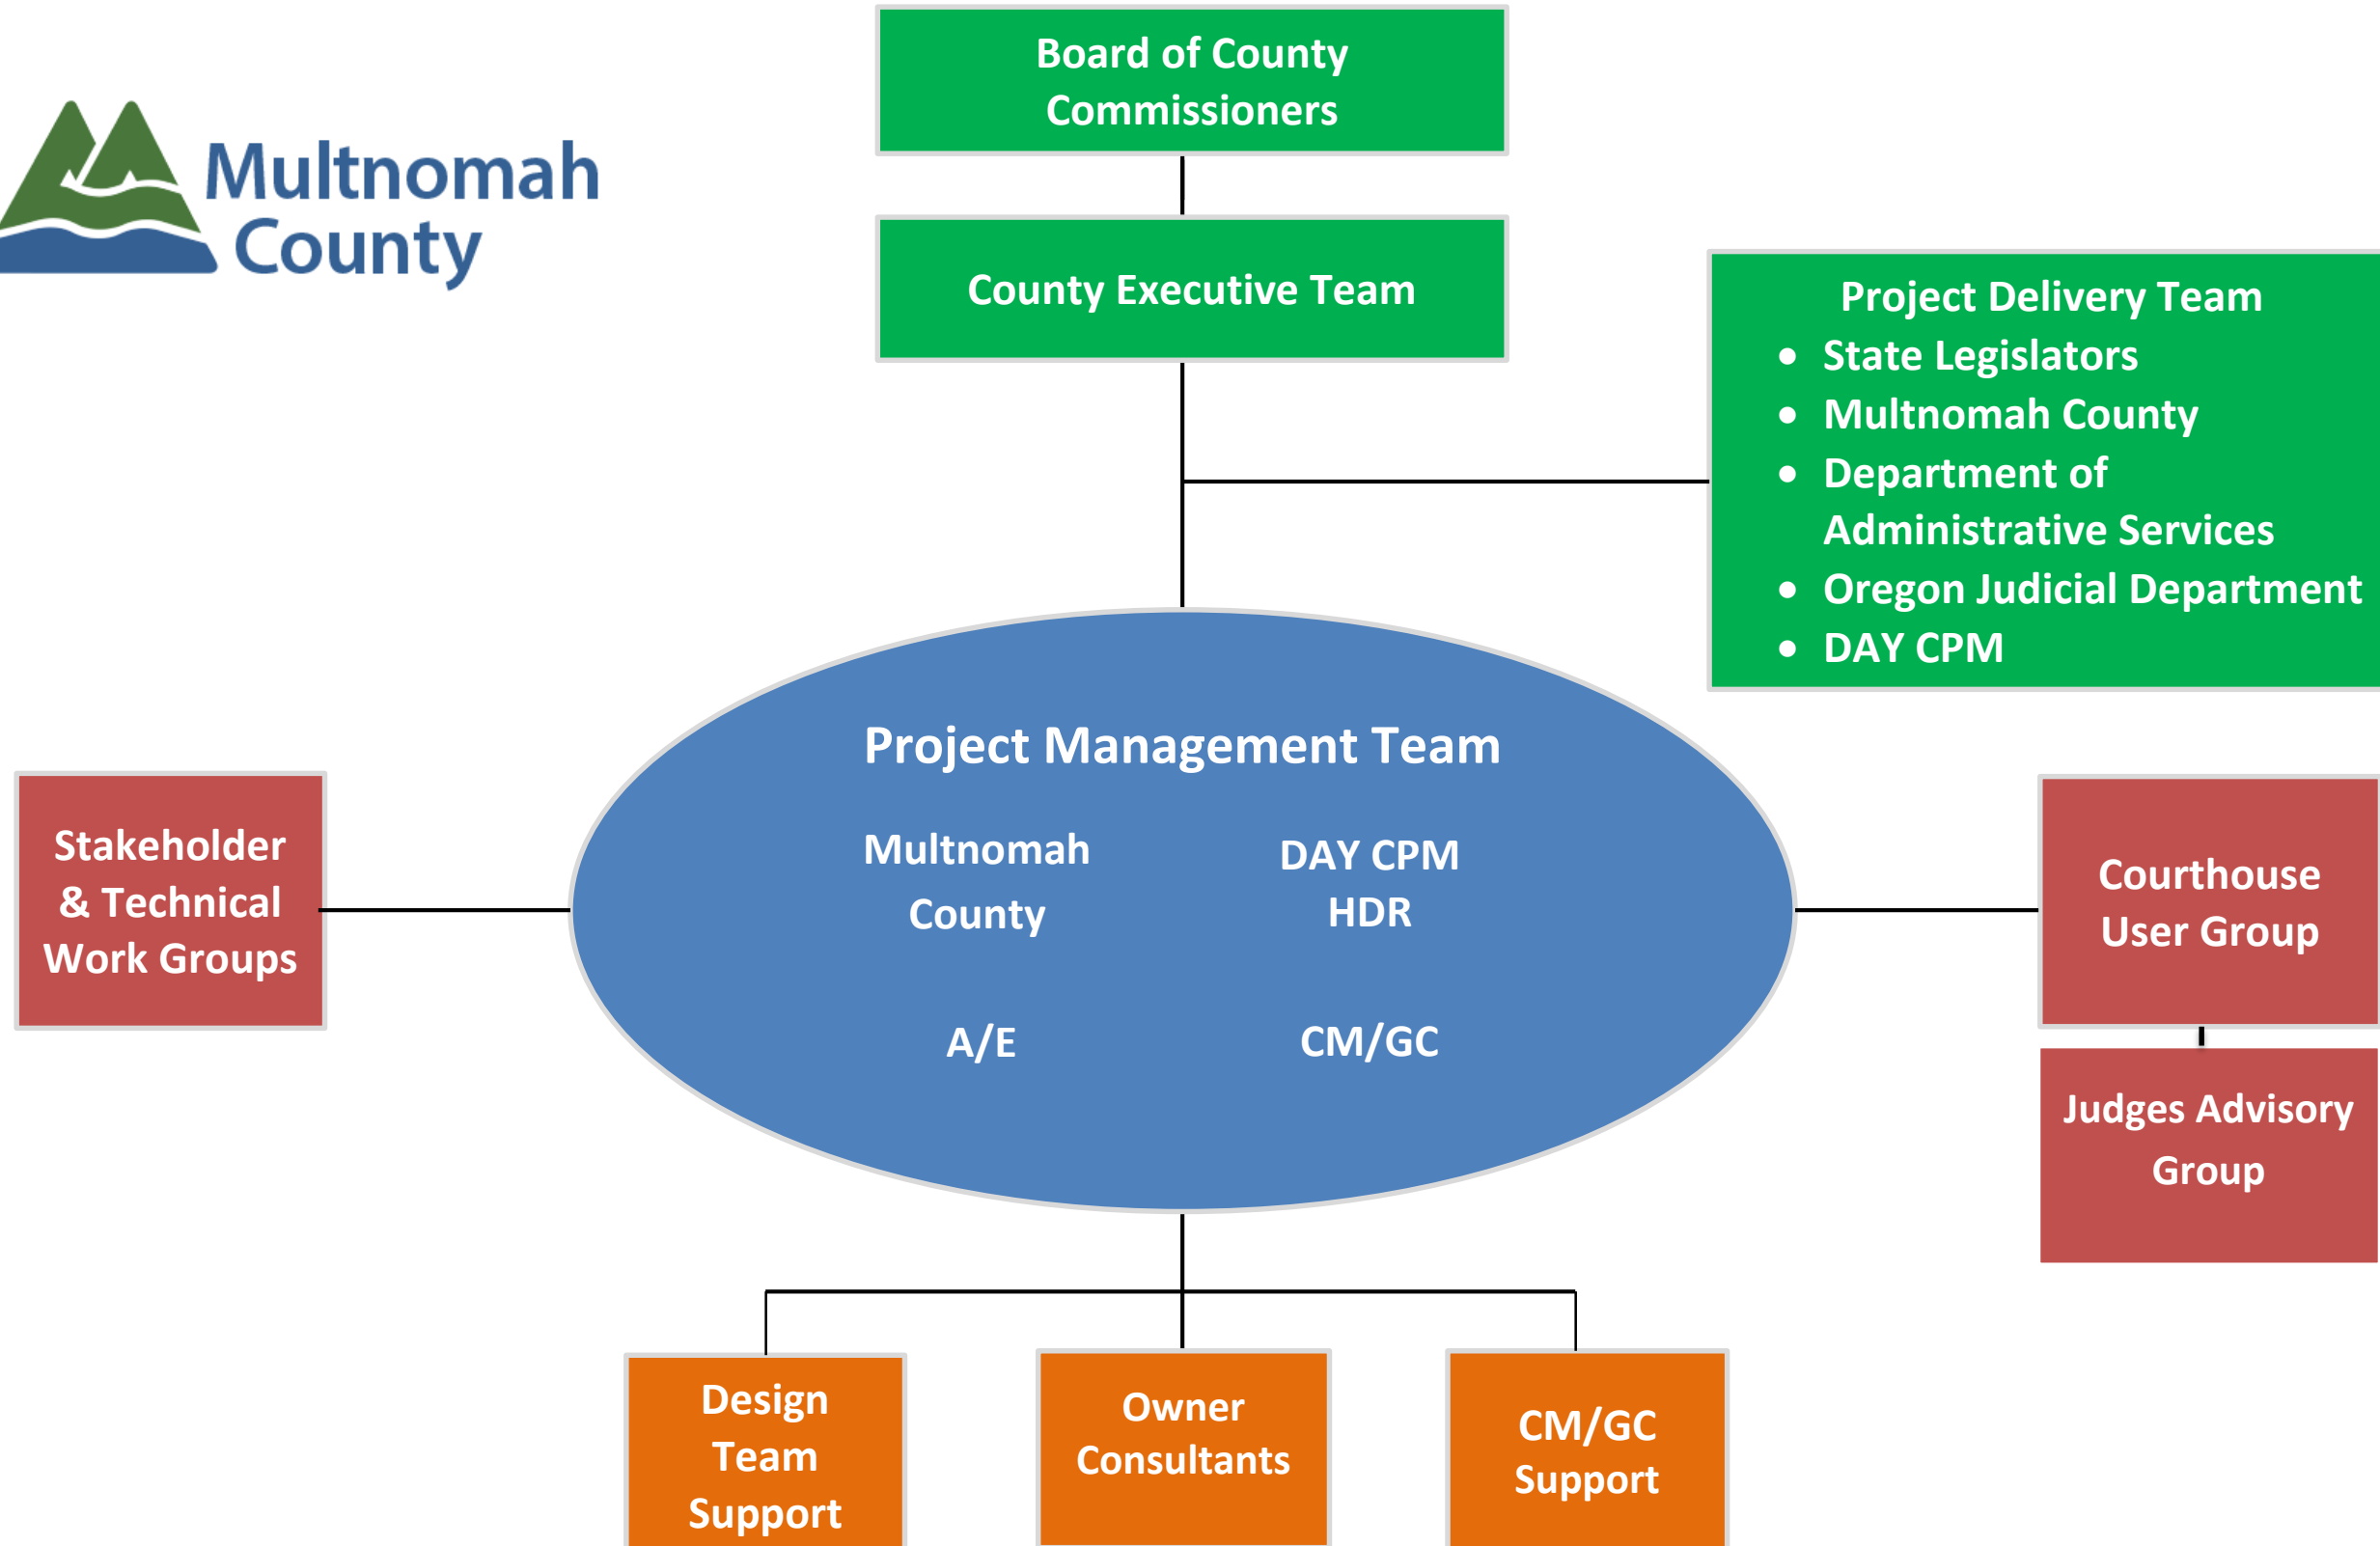 Board of County
Commissioners
Multnomah
County
County Executive Team
Project Delivery Team
• State Legislators
• Multnomah County
• Department of
Administrative Services
• Oregon Judicial Department
• DAY CPM
Project Management Team
Multnomah
County
DAY CPM
HDR
A/E
CM/GC
Stakeholder
& Technical
Work Groups
Courthouse
User Group
Judges Advisory
Group
Design
Team
Support
Owner
Consultants
CM/GC
Support